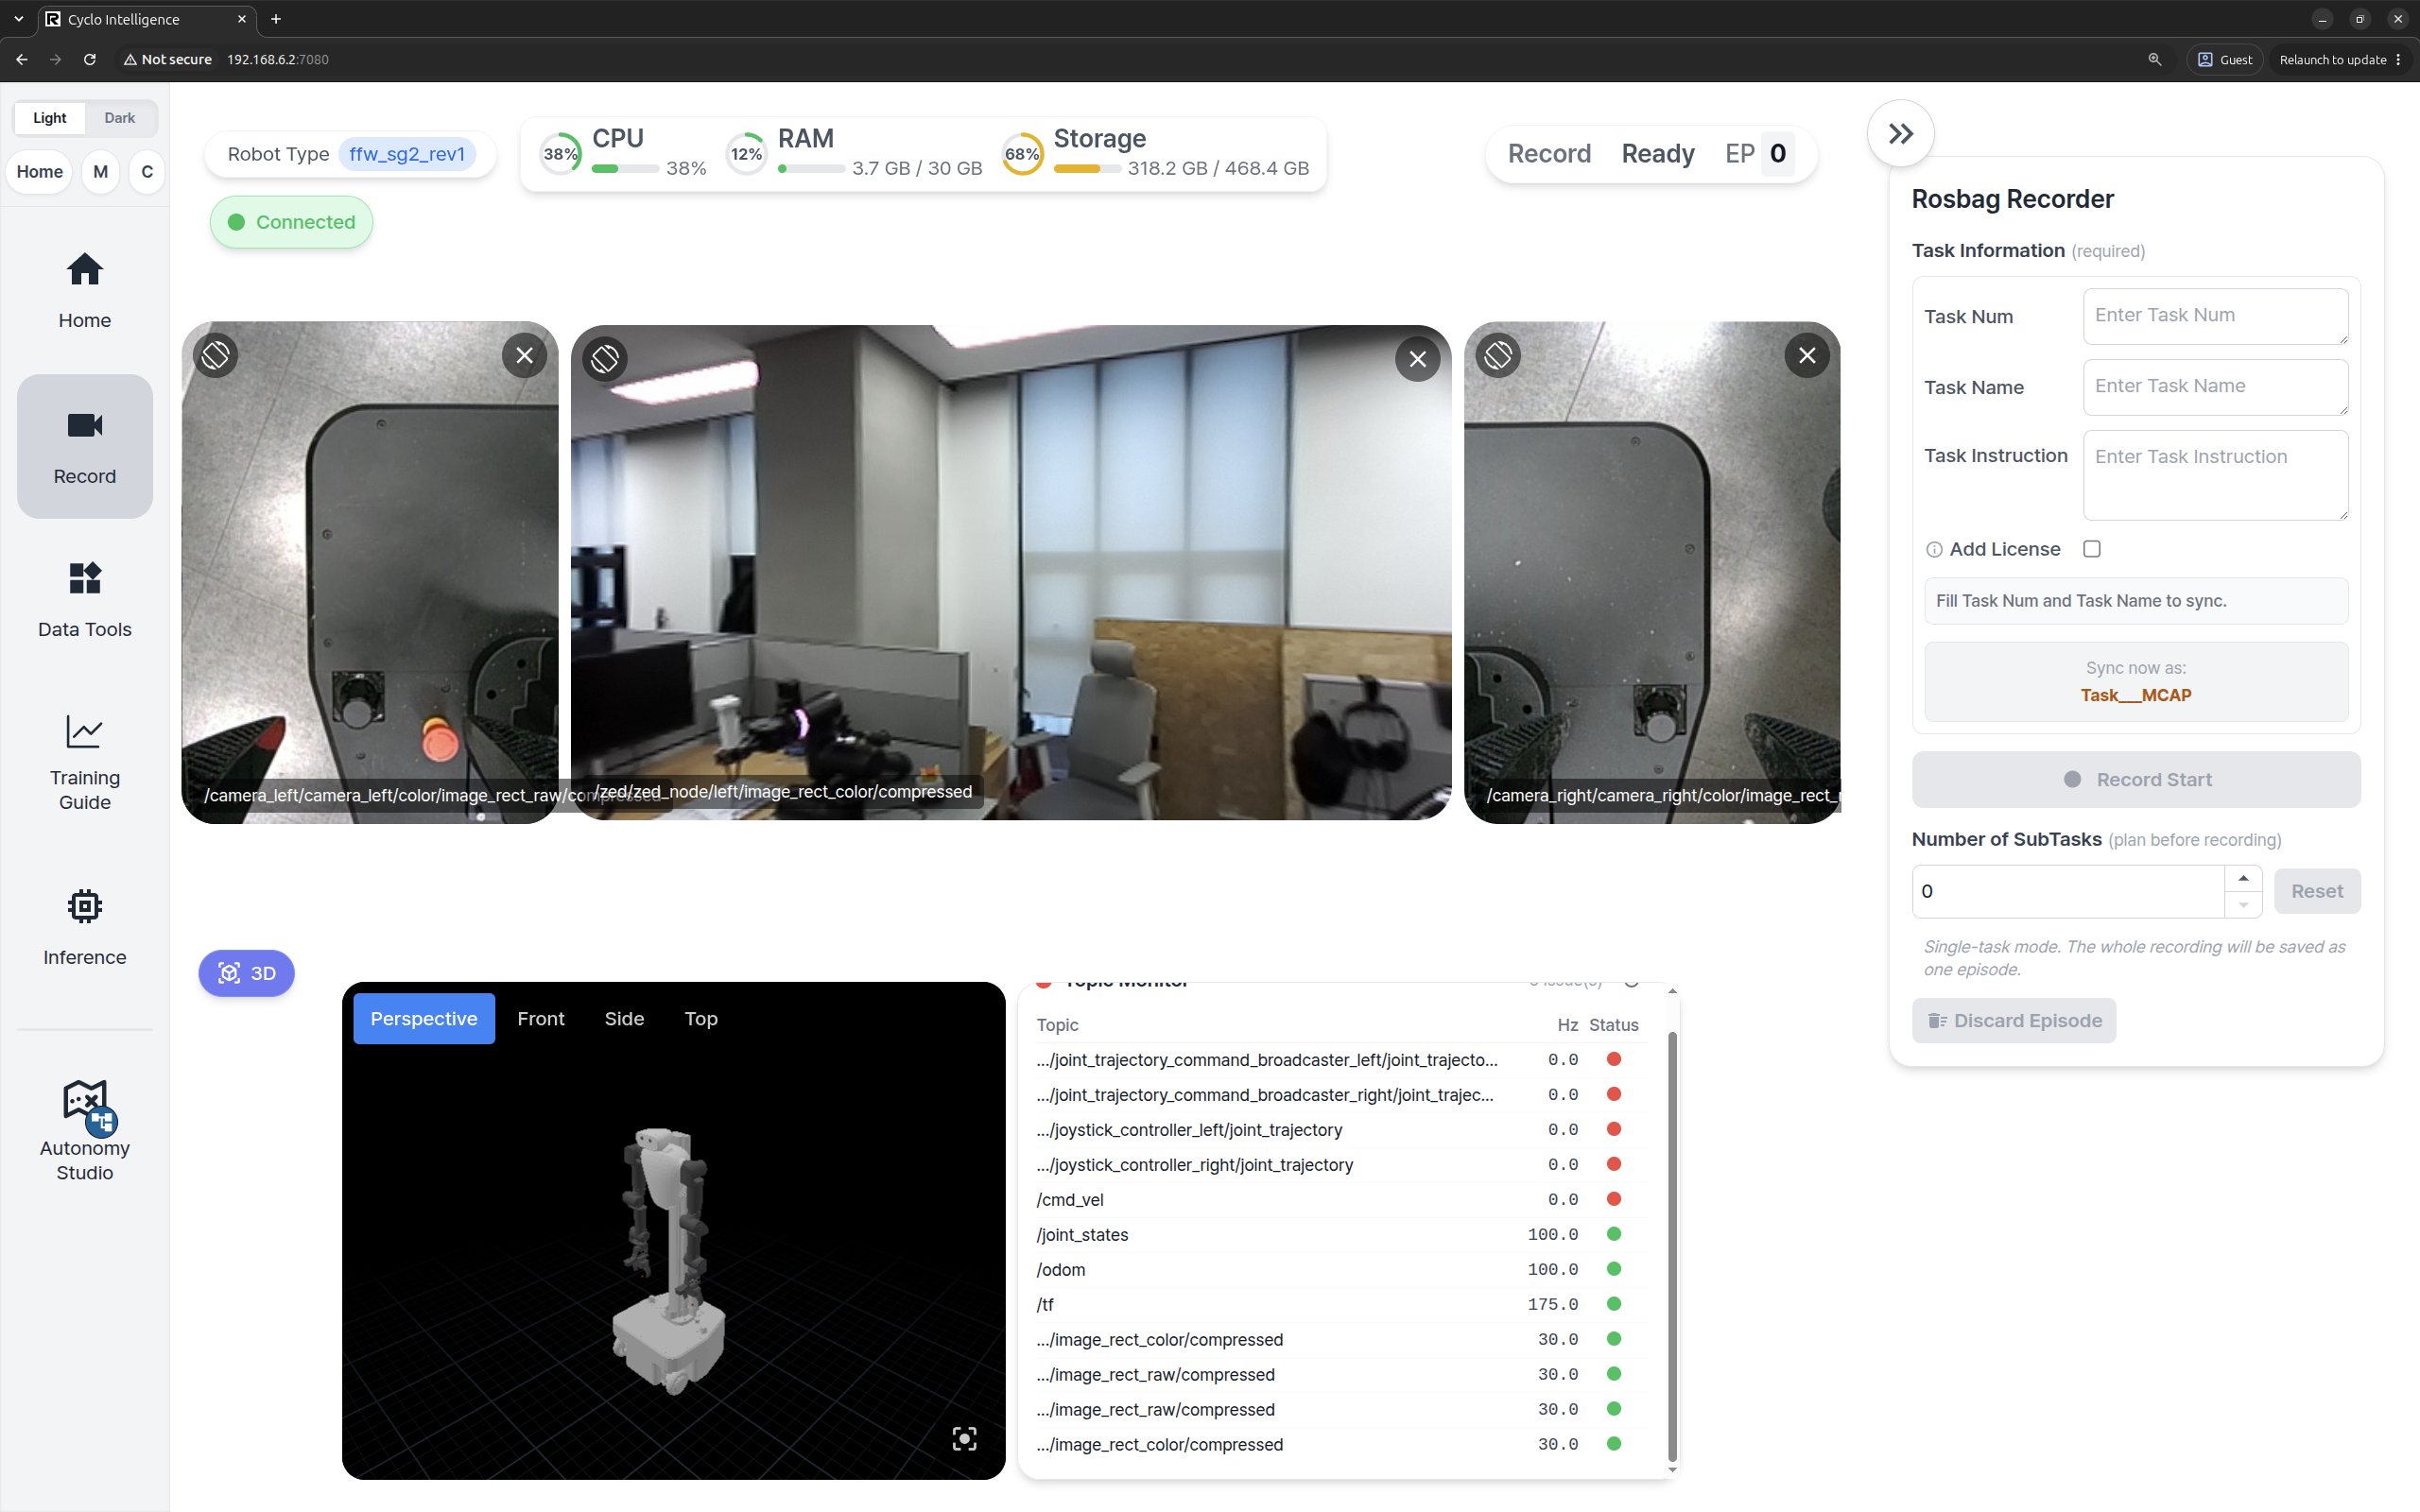 Cyclo Intelligence
Not secure 192.168.6.2:7080
Guest
Relaunch to update
Light Dark
Home M C
Home
Record
Data Tools
Training
Guide
Inference
Autonomy
Studio
Robot Type ffw_sg2_rev1
38% CPU 38%
12% RAM 3.7 GB / 30 GB
68% Storage 318.2 GB / 468.4 GB
Record Ready EP 0
Connected
/camera_left/camera_left/color/image_rect_raw/compressed
/zed/zed_node/left/image_rect_color/compressed
/camera_right/camera_right/color/image_rect_r
3D
Perspective Front Side Top
Topic Monitor
Topic Hz Status
.../joint_trajectory_command_broadcaster_left/joint_trajecto... 0.0
.../joint_trajectory_command_broadcaster_right/joint_trajec... 0.0
.../joystick_controller_left/joint_trajectory 0.0
.../joystick_controller_right/joint_trajectory 0.0
/cmd_vel 0.0
/joint_states 100.0
/odom 100.0
/tf 175.0
.../image_rect_color/compressed 30.0
.../image_rect_raw/compressed 30.0
.../image_rect_raw/compressed 30.0
.../image_rect_color/compressed 30.0
Rosbag Recorder
Task Information (required)
Task Num Enter Task Num
Task Name Enter Task Name
Task Instruction Enter Task Instruction
Add License
Fill Task Num and Task Name to sync.
Sync now as:
Task___MCAP
Record Start
Number of SubTasks (plan before recording)
0 Reset
Single-task mode. The whole recording will be saved as
one episode.
Discard Episode